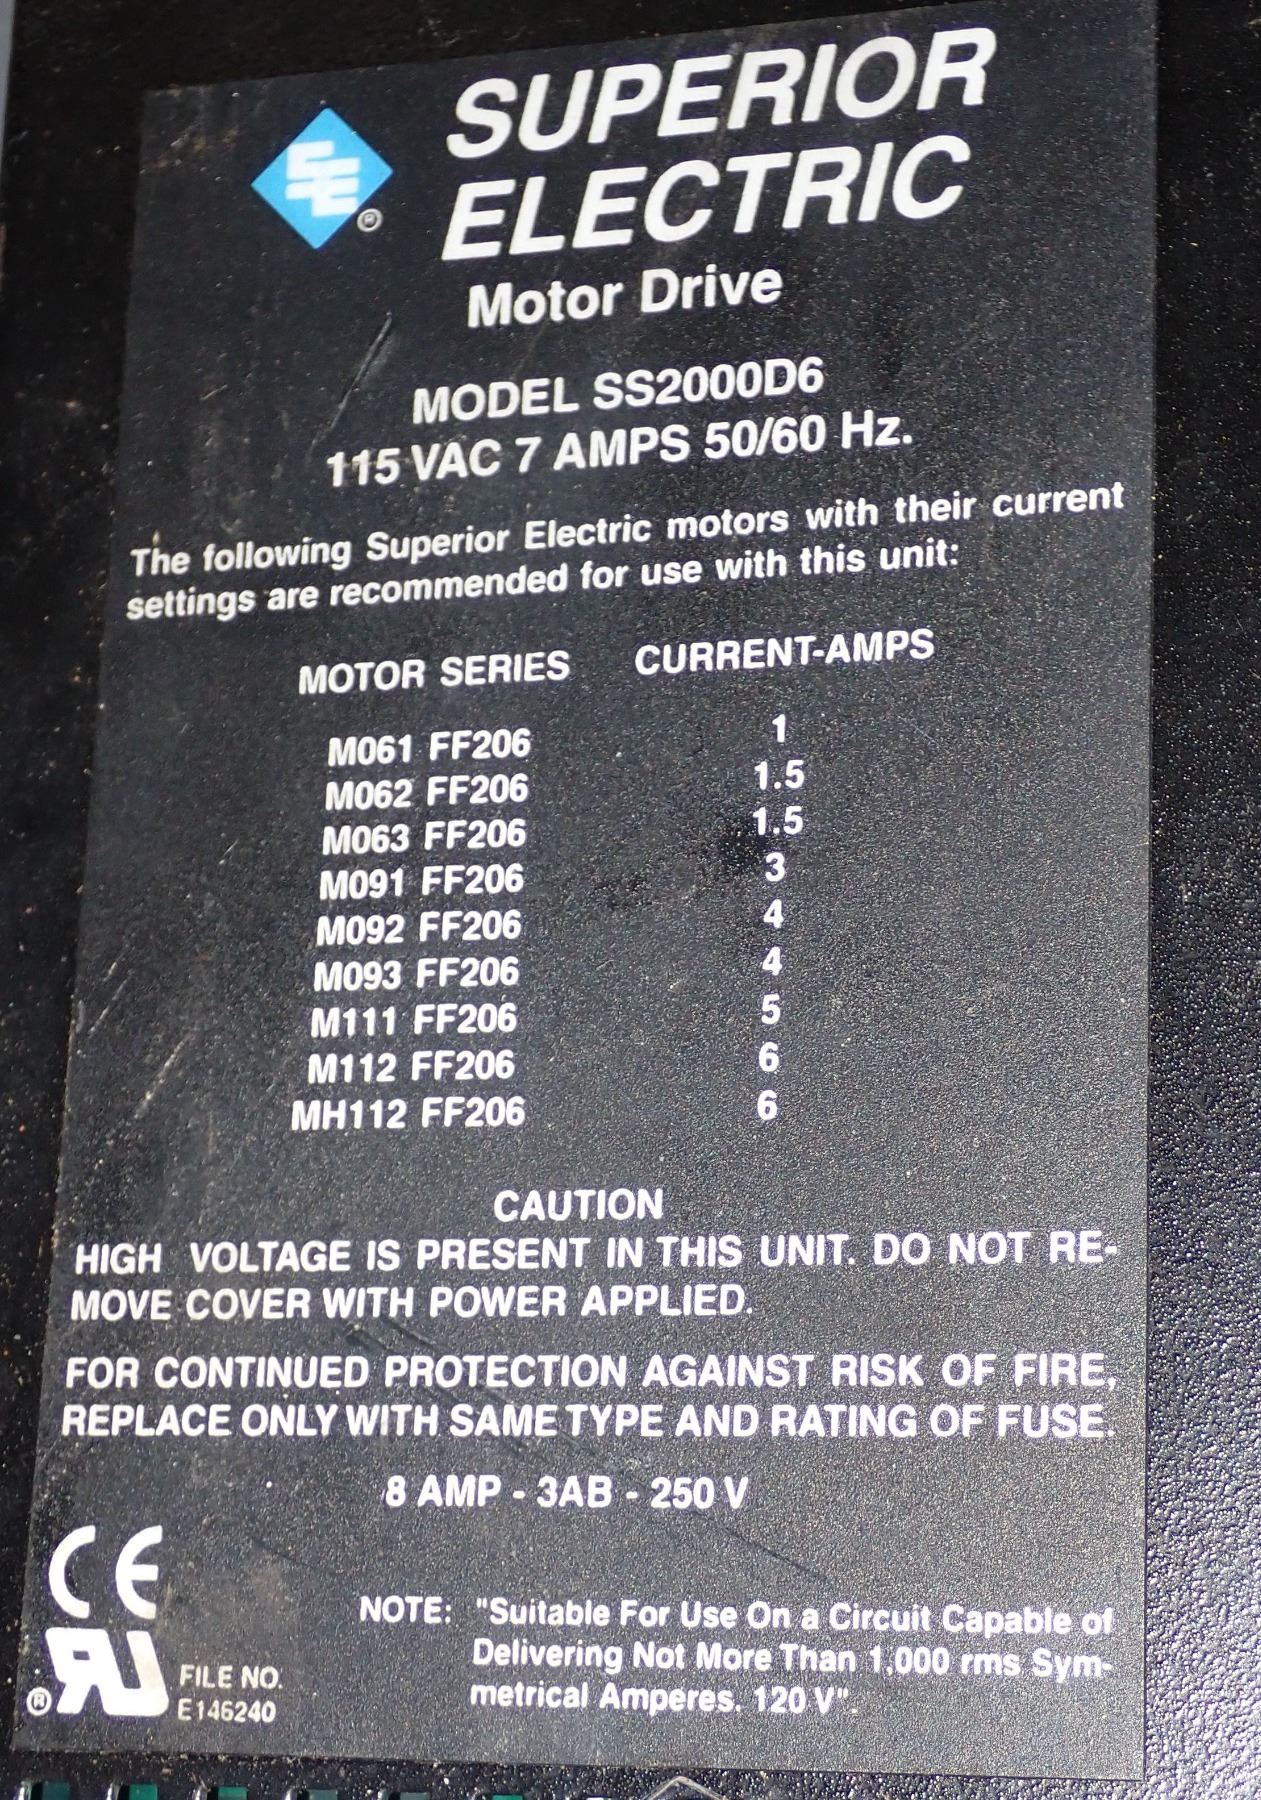 SE®
SUPERIOR
ELECTRIC
Motor Drive
MODEL SS2000D6
115 VAC 7 AMPS 50/60 Hz.
The following Superior Electric motors with their current
settings are recommended for use with this unit:
MOTOR SERIES CURRENT-AMPS
M061 FF206 1
M062 FF206 1.5
M063 FF206 1.5
M091 FF206 3
M092 FF206 4
M093 FF206 4
M111 FF206 5
M112 FF206 6
MH112 FF206 6
CAUTION
HIGH VOLTAGE IS PRESENT IN THIS UNIT. DO NOT RE-
MOVE COVER WITH POWER APPLIED.
FOR CONTINUED PROTECTION AGAINST RISK OF FIRE,
REPLACE ONLY WITH SAME TYPE AND RATING OF FUSE.
8 AMP - 3AB - 250 V
CE
NOTE: "Suitable For Use On a Circuit Capable of
Delivering Not More Than 1,000 rms Sym-
metrical Amperes. 120 V".
RU®
FILE NO.
E146240